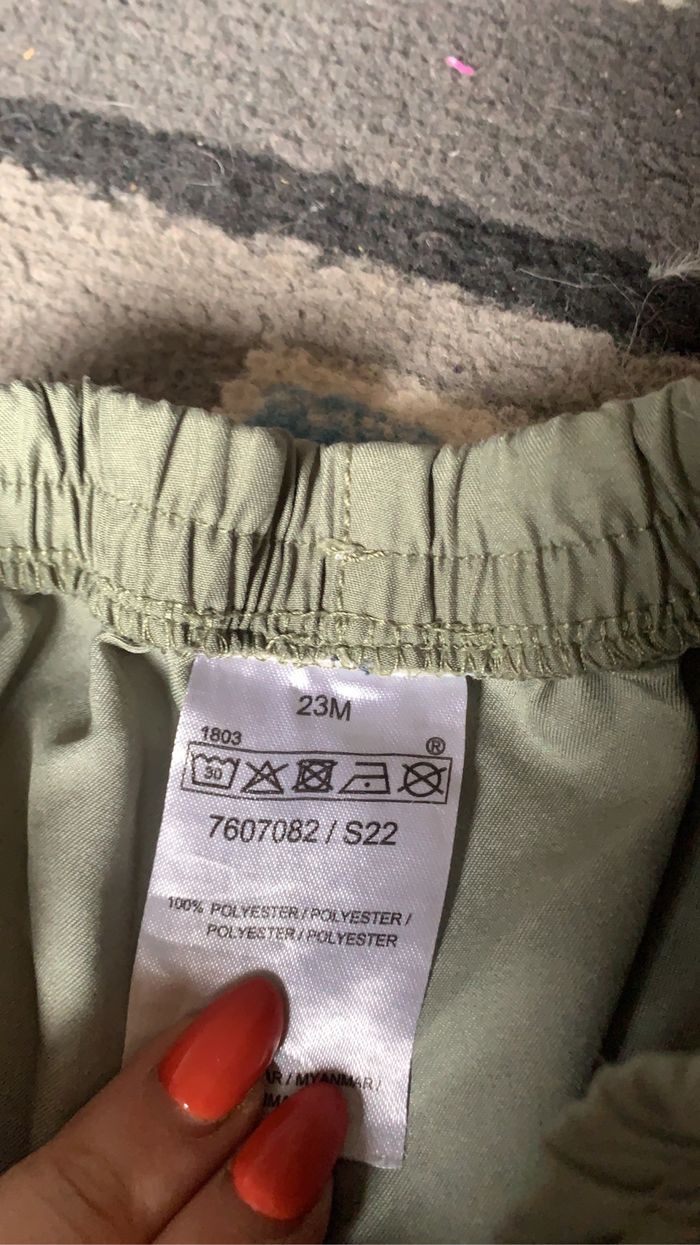 23M
1803
®
30
7607082 / S22
100% POLYESTER / POLYESTER /
POLYESTER / POLYESTER
/ MYANMAR /